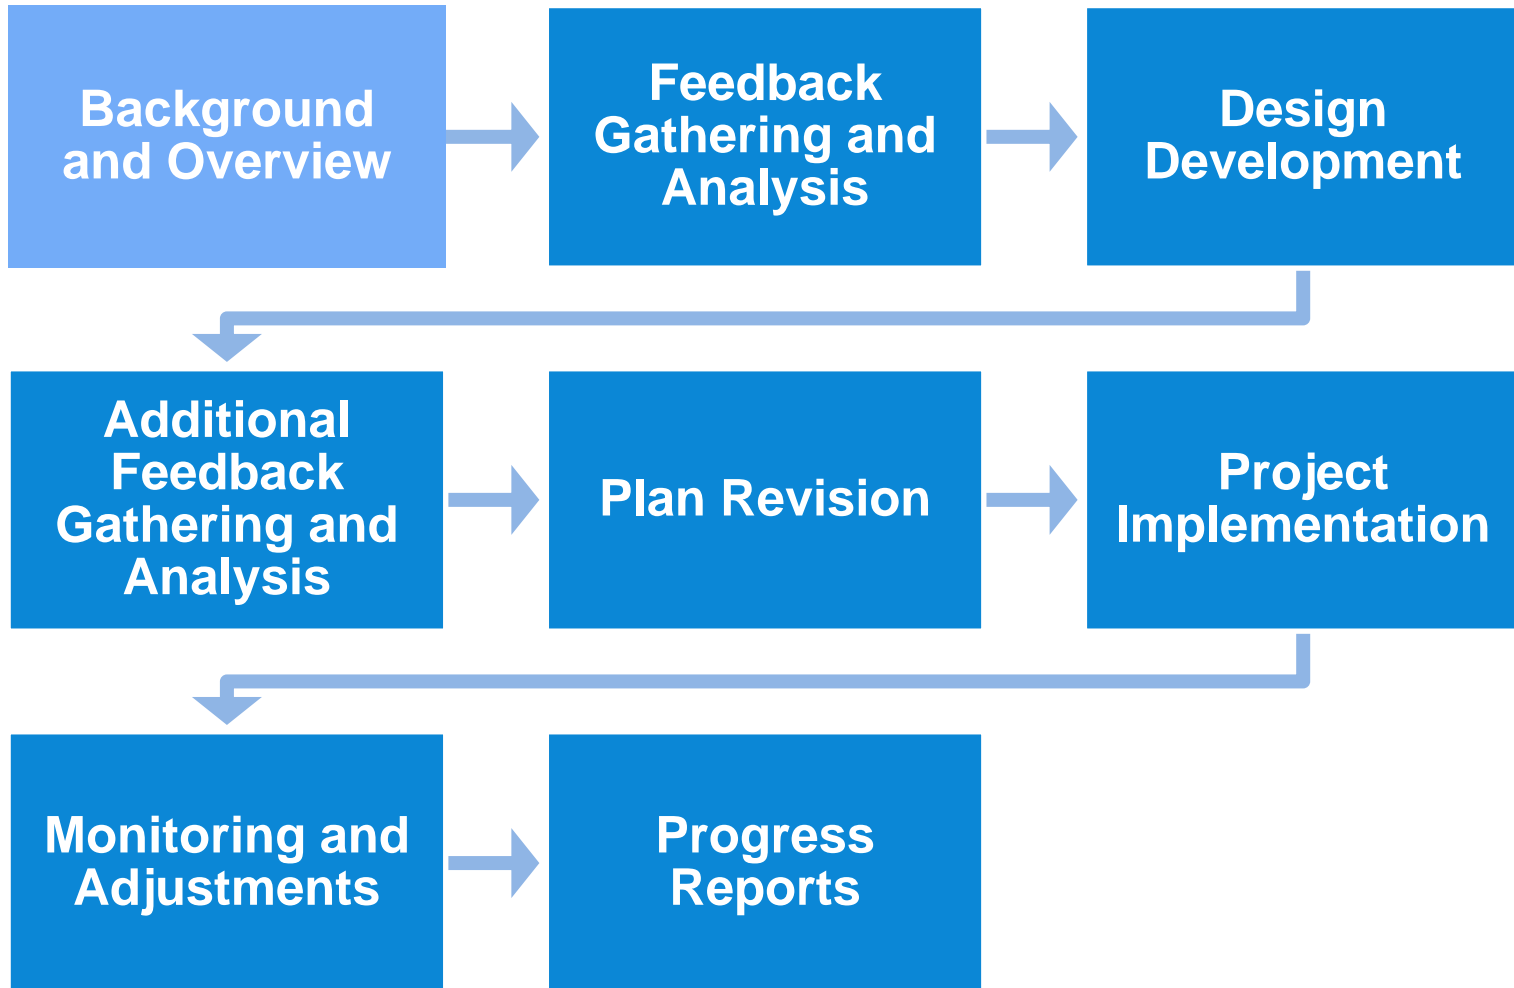 Background
and Overview
Feedback
Gathering and
Analysis
Design
Development
Additional
Feedback
Gathering and
Analysis
Plan Revision
Project
Implementation
Monitoring and
Adjustments
Progress
Reports